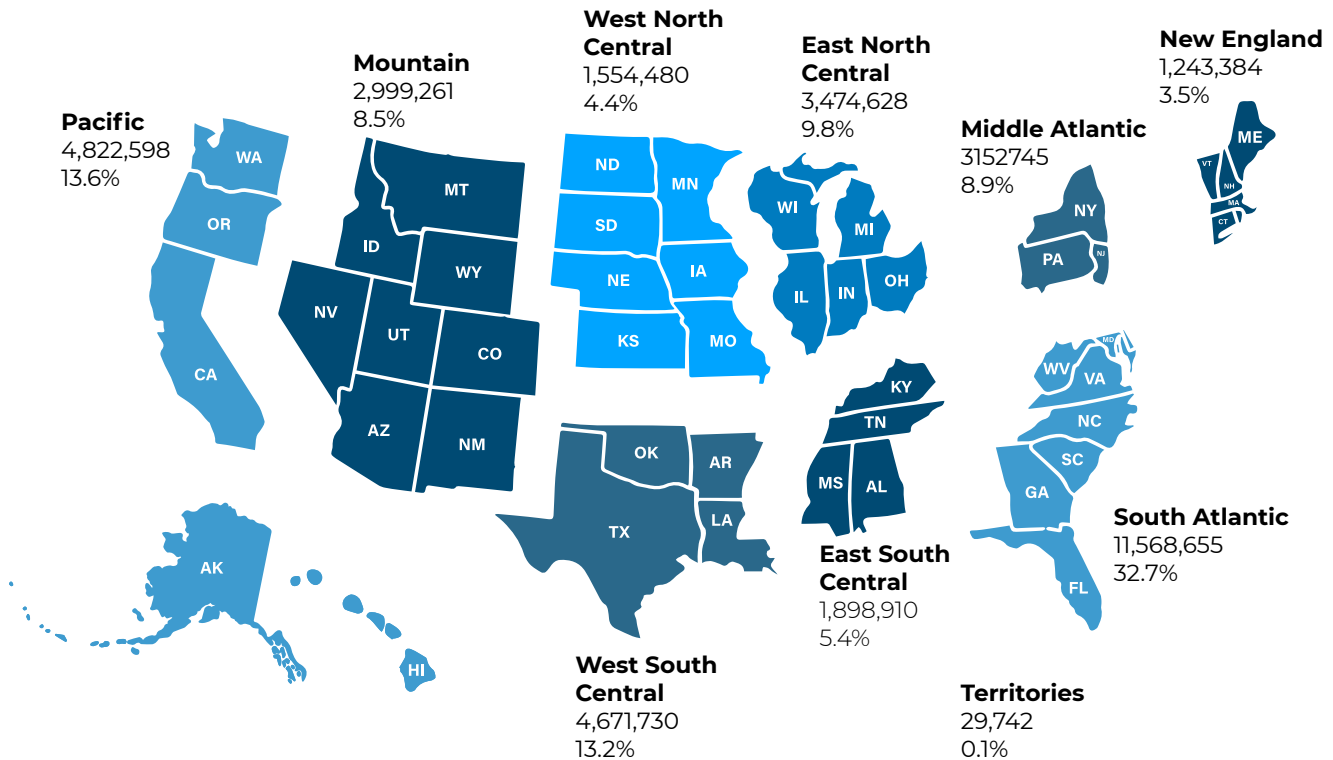 Pacific
4,822,598
13.6%
Mountain
2,999,261
8.5%
West North
Central
1,554,480
4.4%
East North
Central
3,474,628
9.8%
Middle Atlantic
3152745
8.9%
New England
1,243,384
3.5%
WA
OR
CA
AK
HI
MT
ID
WY
NV
UT
CO
AZ
NM
ND
MN
SD
IA
NE
KS
MO
WI
MI
IL
IN
OH
NY
PA
NJ
ME
VT
NH
MA
CT
OK
AR
TX
LA
KY
TN
MS
AL
MD
WV
VA
NC
SC
GA
FL
South Atlantic
11,568,655
32.7%
East South
Central
1,898,910
5.4%
West South
Central
4,671,730
13.2%
Territories
29,742
0.1%